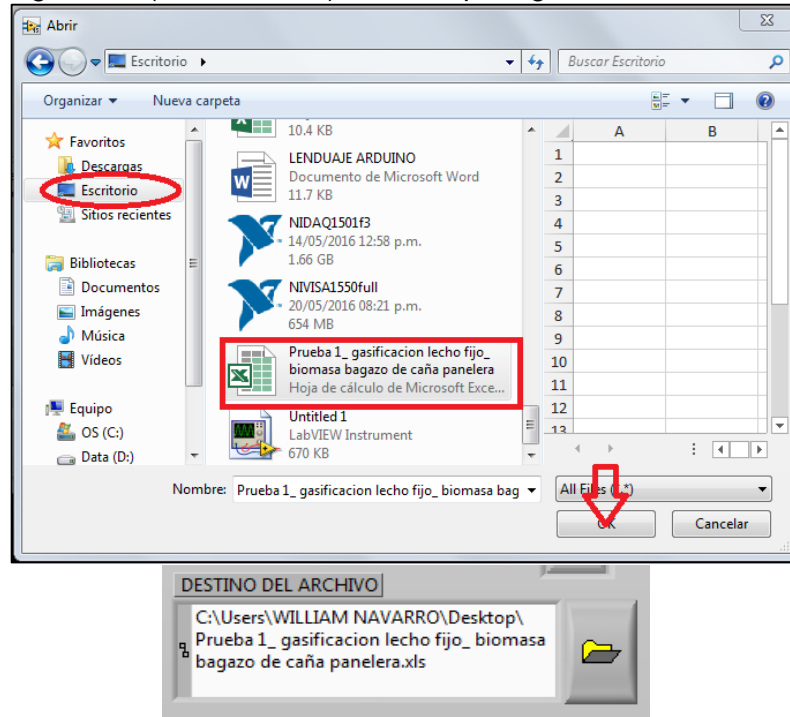 Abrir
Escritorio
Buscar Escritorio
Organizar
Nueva carpeta
Favoritos
Descargas
Escritorio
Sitios recientes
Bibliotecas
Documentos
Imágenes
Música
Vídeos
Equipo
OS (C:)
Data (D:)
10.4 KB
LENDUAJE ARDUINO
Documento de Microsoft Word
11.7 KB
NIDAQ1501f3
14/05/2016 12:58 p.m.
1.66 GB
NIVISA1550full
20/05/2016 08:21 p.m.
654 MB
Prueba 1_ gasificacion lecho fijo_
biomasa bagazo de caña panelera
Hoja de cálculo de Microsoft Exce...
Untitled 1
LabVIEW Instrument
670 KB
A B
1
2
3
4
5
6
7
8
9
10
11
12
13
Nombre: Prueba 1_ gasificacion lecho fijo_ biomasa bag
All Files (*.*)
OK
Cancelar
DESTINO DEL ARCHIVO
C:\Users\WILLIAM NAVARRO\Desktop\
Prueba 1_ gasificacion lecho fijo_ biomasa
bagazo de caña panelera.xls